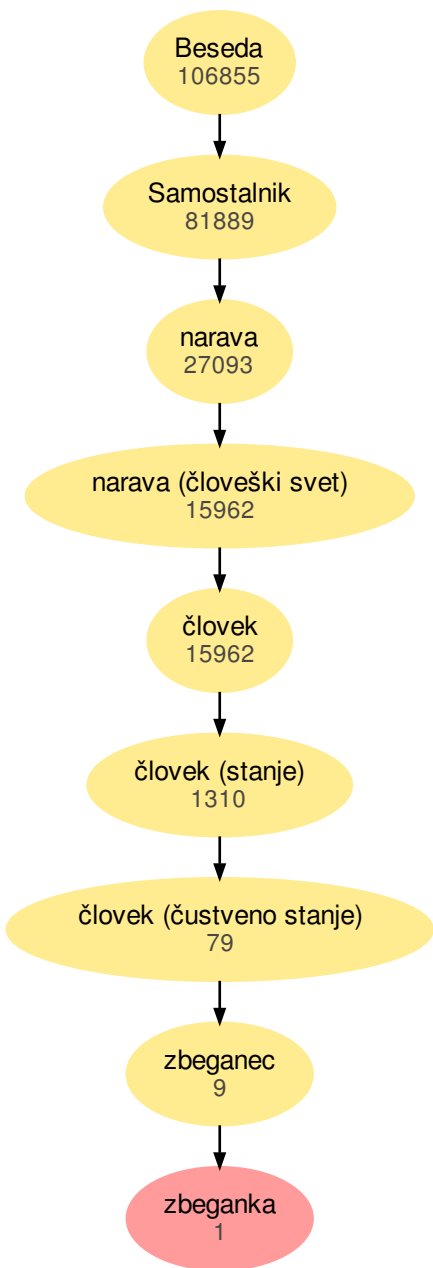 Beseda
106855
Samostalnik
81889
narava
27093
narava (človeški svet)
15962
človek
15962
človek (stanje)
1310
človek (čustveno stanje)
79
zbeganec
9
zbeganka
1